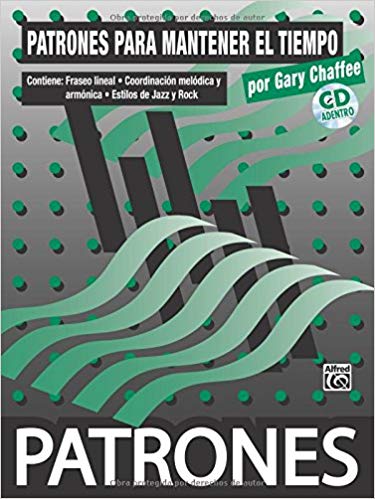 Obra protegida por derechos de autor
PATRONES PARA MANTENER EL TIEMPO
Contiene: Fraseo lineal • Coordinación melódica y
armónica • Estilos de Jazz y Rock
por Gary Chaffee
CD
ADENTRO
Alfred
PATRONES
Obra protegida por derechos de autor